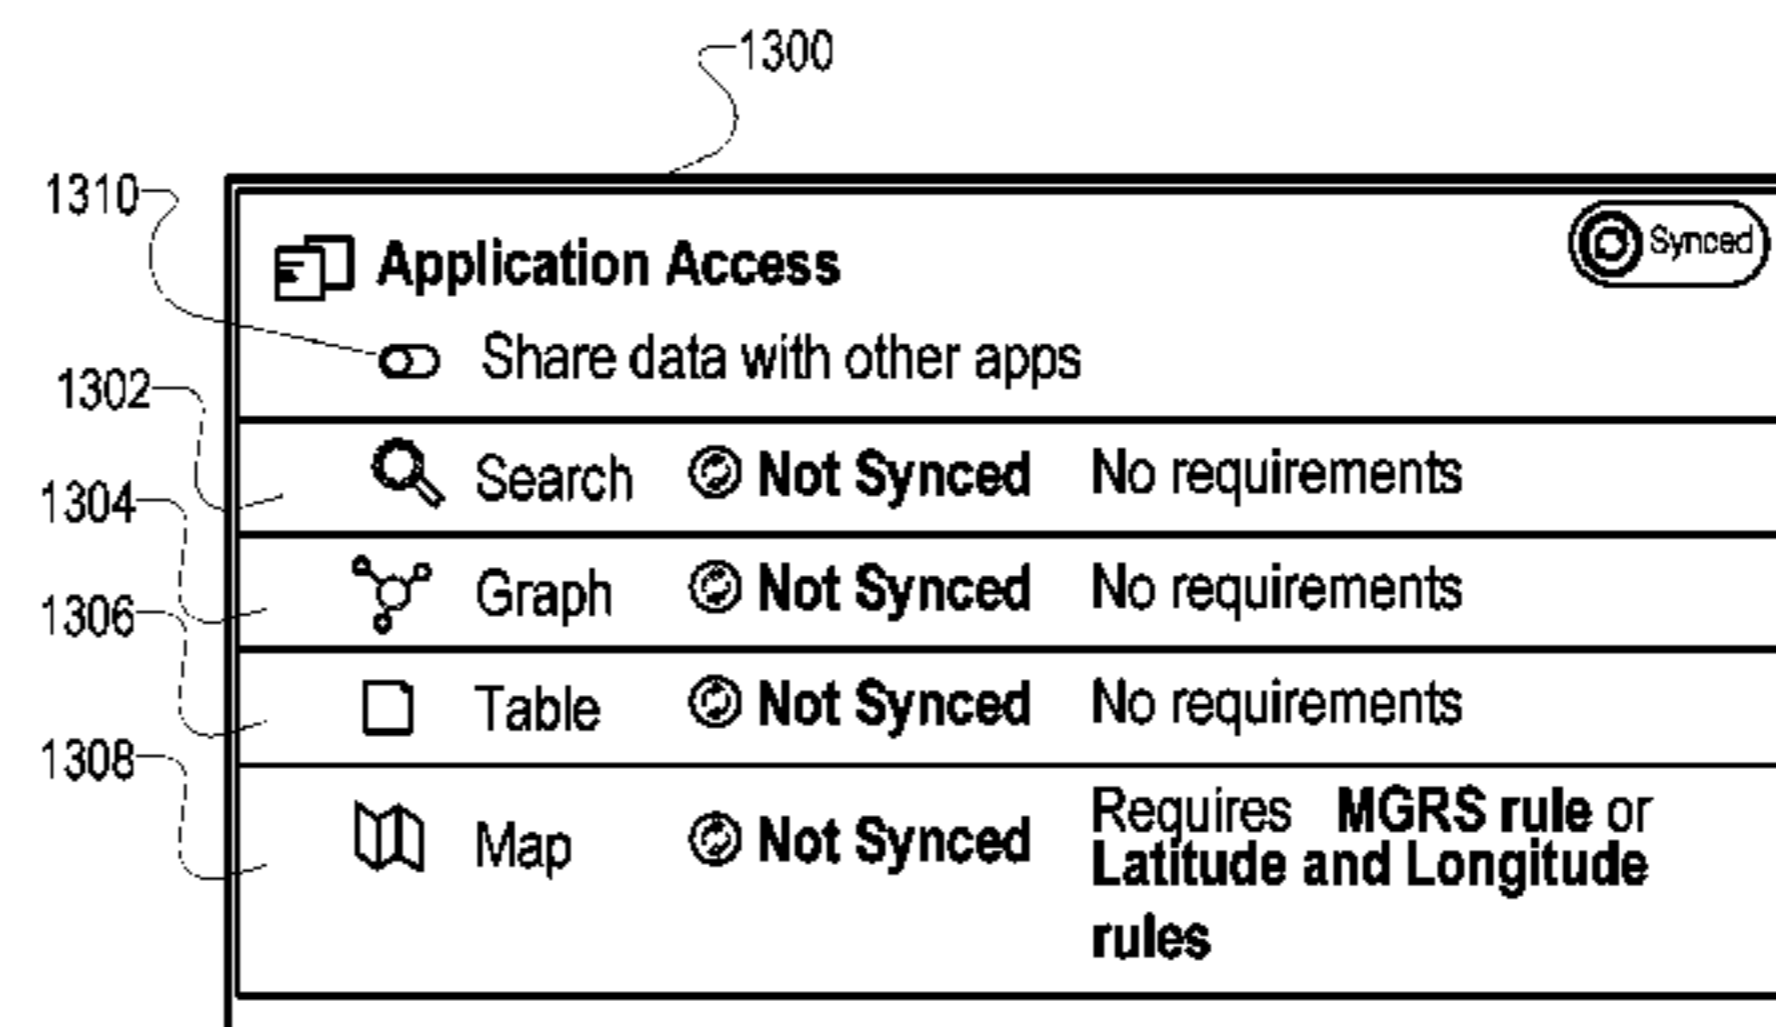 1300
1310
Application Access
Synced
Share data with other apps
1302
Search Not Synced No requirements
1304
Graph Not Synced No requirements
1306
Table Not Synced No requirements
1308
Map Not Synced Requires MGRS rule or
Latitude and Longitude
rules